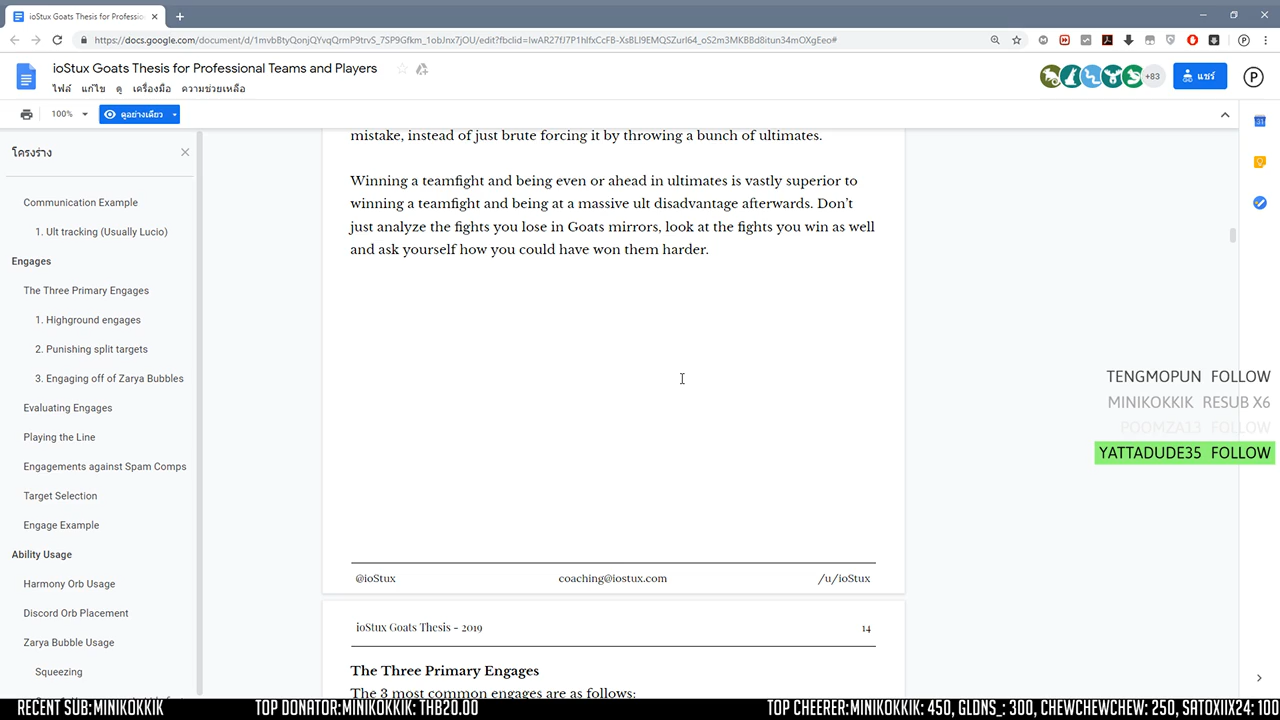 ioStux Goats Thesis for Professio
https://docs.google.com/document/d/1mvbBtyQonjQYvqQrmP9trvS_7SP9Gfkm_1obJnx7jOU/edit?fbclid=IwAR27fJ7P1hlfxCcFB-XsBLl9EMQSZurl64_oS2m3MKBBd8itun34mOXgEeo#
ioStux Goats Thesis for Professional Teams and Players
ไฟล์ แก้ไข ดู เครื่องมือ ความช่วยเหลือ
+83
แชร์
P
100%
ดูอย่างเดียว
โครงร่าง
Communication Example
1. Ult tracking (Usually Lucio)
Engages
The Three Primary Engages
1. Highground engages
2. Punishing split targets
3. Engaging off of Zarya Bubbles
Evaluating Engages
Playing the Line
Engagements against Spam Comps
Target Selection
Engage Example
Ability Usage
Harmony Orb Usage
Discord Orb Placement
Zarya Bubble Usage
Squeezing
mistake, instead of just brute forcing it by throwing a bunch of ultimates.
Winning a teamfight and being even or ahead in ultimates is vastly superior to
winning a teamfight and being at a massive ult disadvantage afterwards. Don't
just analyze the fights you lose in Goats mirrors, look at the fights you win as well
and ask yourself how you could have won them harder.
@ioStux coaching@iostux.com /u/ioStux
ioStux Goats Thesis - 2019 14
The Three Primary Engages
The 3 most common engages are as follows:
TENGMOPUN FOLLOW
MINIKOKKIK RESUB X6
POOMZA13 FOLLOW
YATTADUDE35 FOLLOW
RECENT SUB:MINIKOKKIK TOP DONATOR:MINIKOKKIK: THB20.00 TOP CHEERER:MINIKOKKIK: 450, GLDNS_: 300, CHEWCHEWCHEW: 250, SATOXIIX24: 100